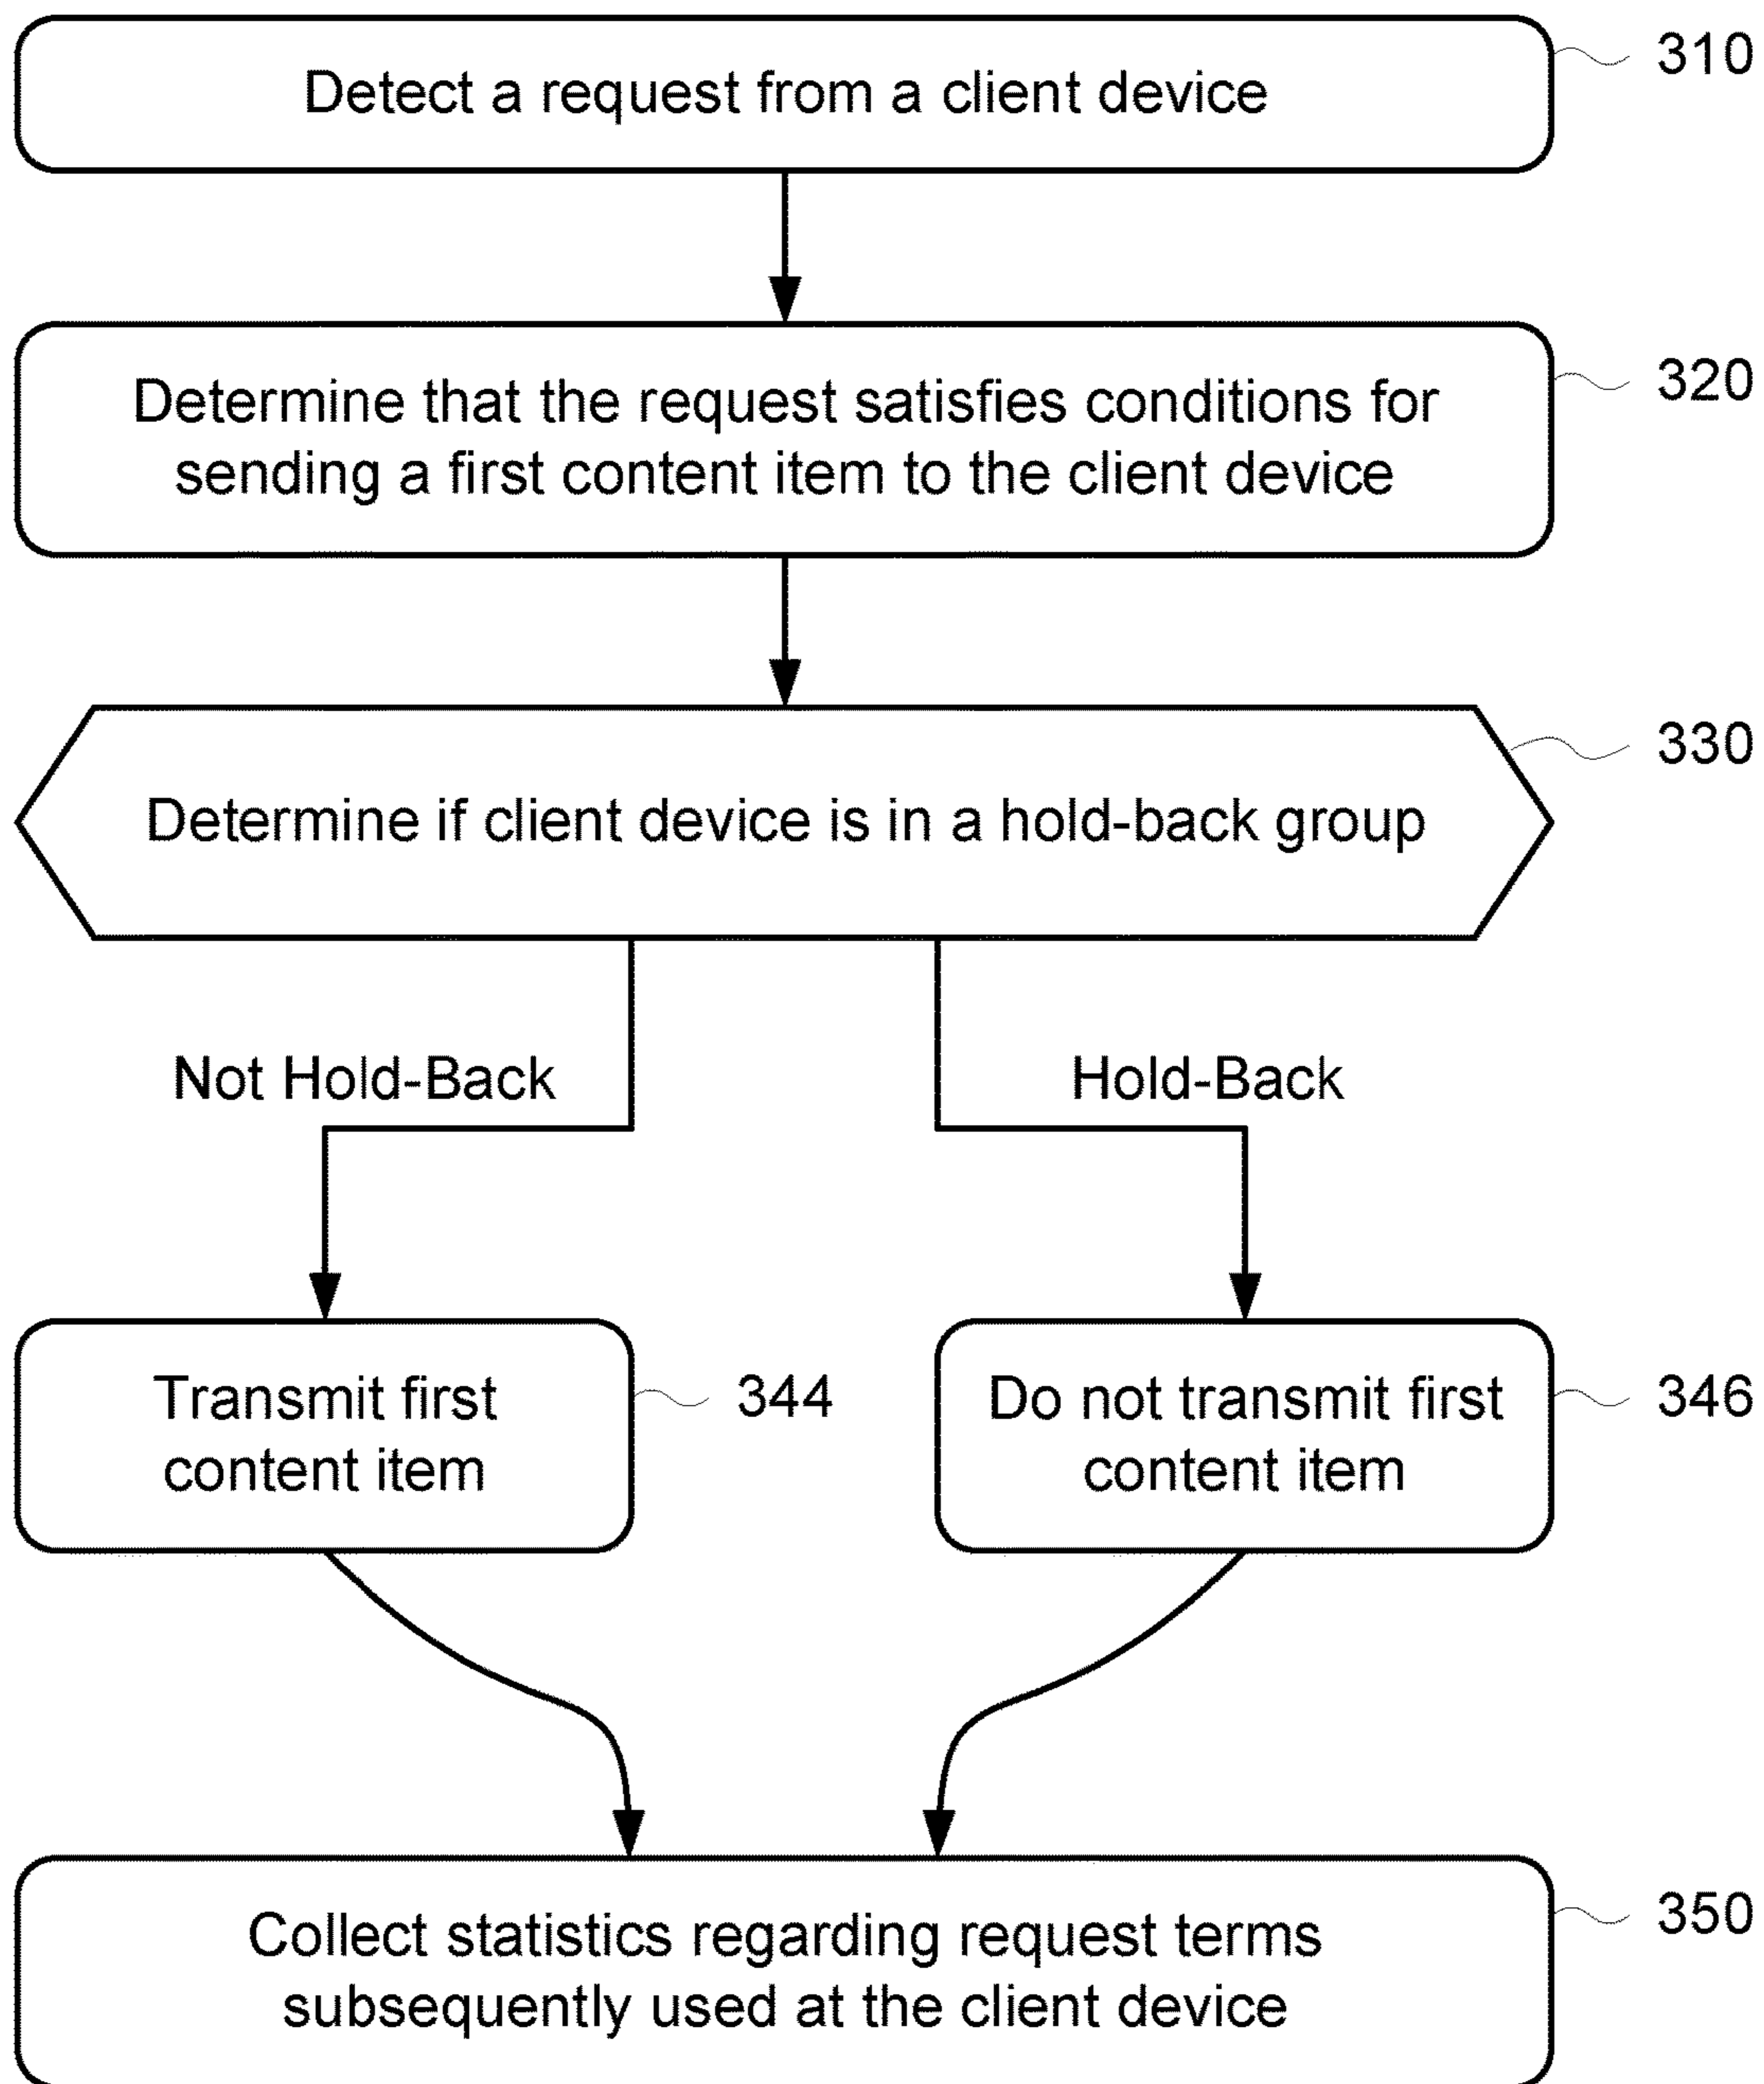 Detect a request from a client device
310
Determine that the request satisfies conditions for
sending a first content item to the client device
320
Determine if client device is in a hold-back group
330
Not Hold-Back
Hold-Back
Transmit first
content item
344
Do not transmit first
content item
346
Collect statistics regarding request terms
subsequently used at the client device
350